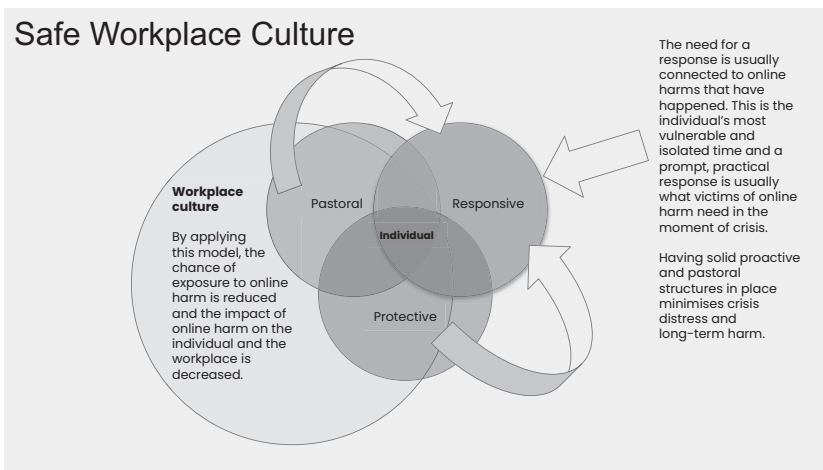 Safe Workplace Culture
Workplace
culture
By applying
this model, the
chance of
exposure to online
harm is reduced
and the impact of
online harm on the
individual and the
workplace is
decreased.
Pastoral
Responsive
Individual
Protective
The need for a
response is usually
connected to online
harms that have
happened. This is the
individual’s most
vulnerable and
isolated time and a
prompt, practical
response is usually
what victims of online
harm need in the
moment of crisis.
Having solid proactive
and pastoral
structures in place
minimises crisis
distress and
long-term harm.